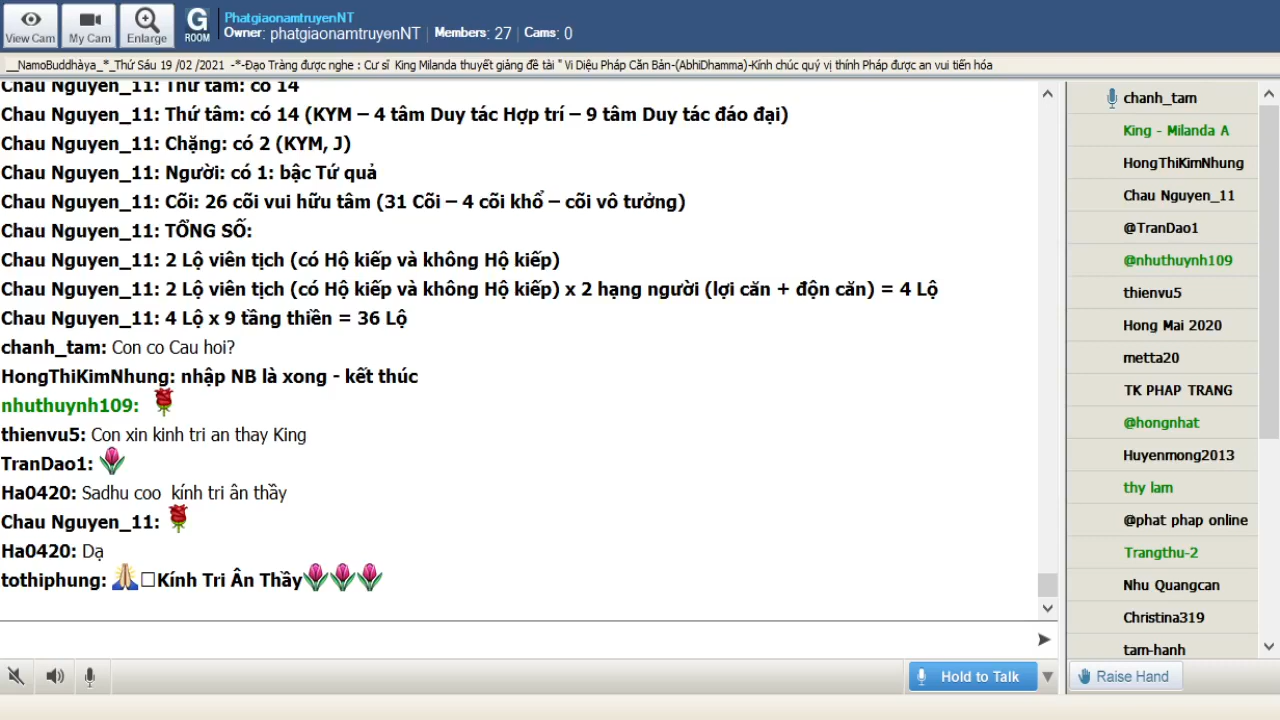 View Cam
My Cam
Enlarge
G
ROOM
PhatgiaonamtruyenNT
Owner: phatgiaonamtruyenNT | Members: 27 | Cams: 0
__NamoBuddhàya_*_Thứ Sáu 19 /02 /2021 -*-Đạo Tràng được nghe : Cư sĩ King Milanda thuyết giảng đề tài " Vi Diệu Pháp Căn Bản-(AbhiDhamma)-Kính chúc quý vị thính Pháp được an vui tiến hóa
Chau Nguyen_11: Thứ tâm: có 14
Chau Nguyen_11: Thứ tâm: có 14 (KYM – 4 tâm Duy tác Hợp trí – 9 tâm Duy tác đáo đại)
Chau Nguyen_11: Chặng: có 2 (KYM, J)
Chau Nguyen_11: Người: có 1: bậc Tứ quả
Chau Nguyen_11: Cõi: 26 cõi vui hữu tâm (31 Cõi – 4 cõi khổ – cõi vô tưởng)
Chau Nguyen_11: TỔNG SỐ:
Chau Nguyen_11: 2 Lộ viên tịch (có Hộ kiếp và không Hộ kiếp)
Chau Nguyen_11: 2 Lộ viên tịch (có Hộ kiếp và không Hộ kiếp) x 2 hạng người (lợi căn + độn căn) = 4 Lộ
Chau Nguyen_11: 4 Lộ x 9 tầng thiền = 36 Lộ
chanh_tam: Con co Cau hoi?
HongThiKimNhung: nhập NB là xong - kết thúc
nhuthuynh109:
thienvu5: Con xin kinh tri an thay King
TranDao1:
Ha0420: Sadhu coo kính tri ân thầy
Chau Nguyen_11:
Ha0420: Dạ
tothiphung: Kính Tri Ân Thầy
Hold to Talk
chanh_tam
King - Milanda A
HongThiKimNhung
Chau Nguyen_11
@TranDao1
@nhuthuynh109
thienvu5
Hong Mai 2020
metta20
TK PHAP TRANG
@hongnhat
Huyenmong2013
thy lam
@phat phap online
Trangthu-2
Nhu Quangcan
Christina319
tam-hanh
Raise Hand